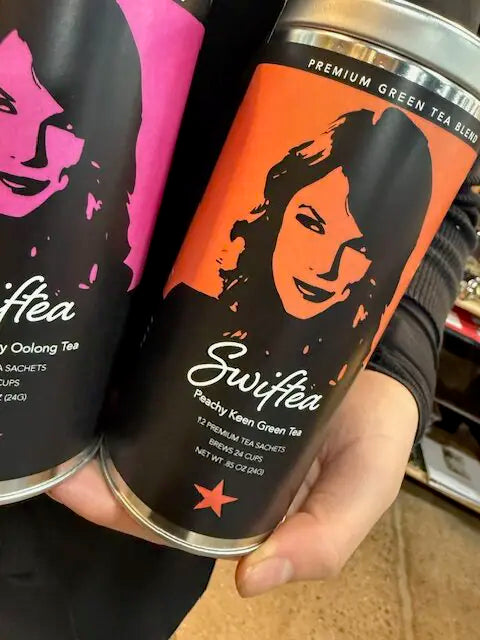 PREMIUM GREEN TEA BLEND
Swiftea
Peachy Keen Green Tea
12 PREMIUM TEA SACHETS
BREWS 24 CUPS
NET WT .85 OZ (24G)
ftea
y Oolong Tea
SACHETS
CUPS
(24G)